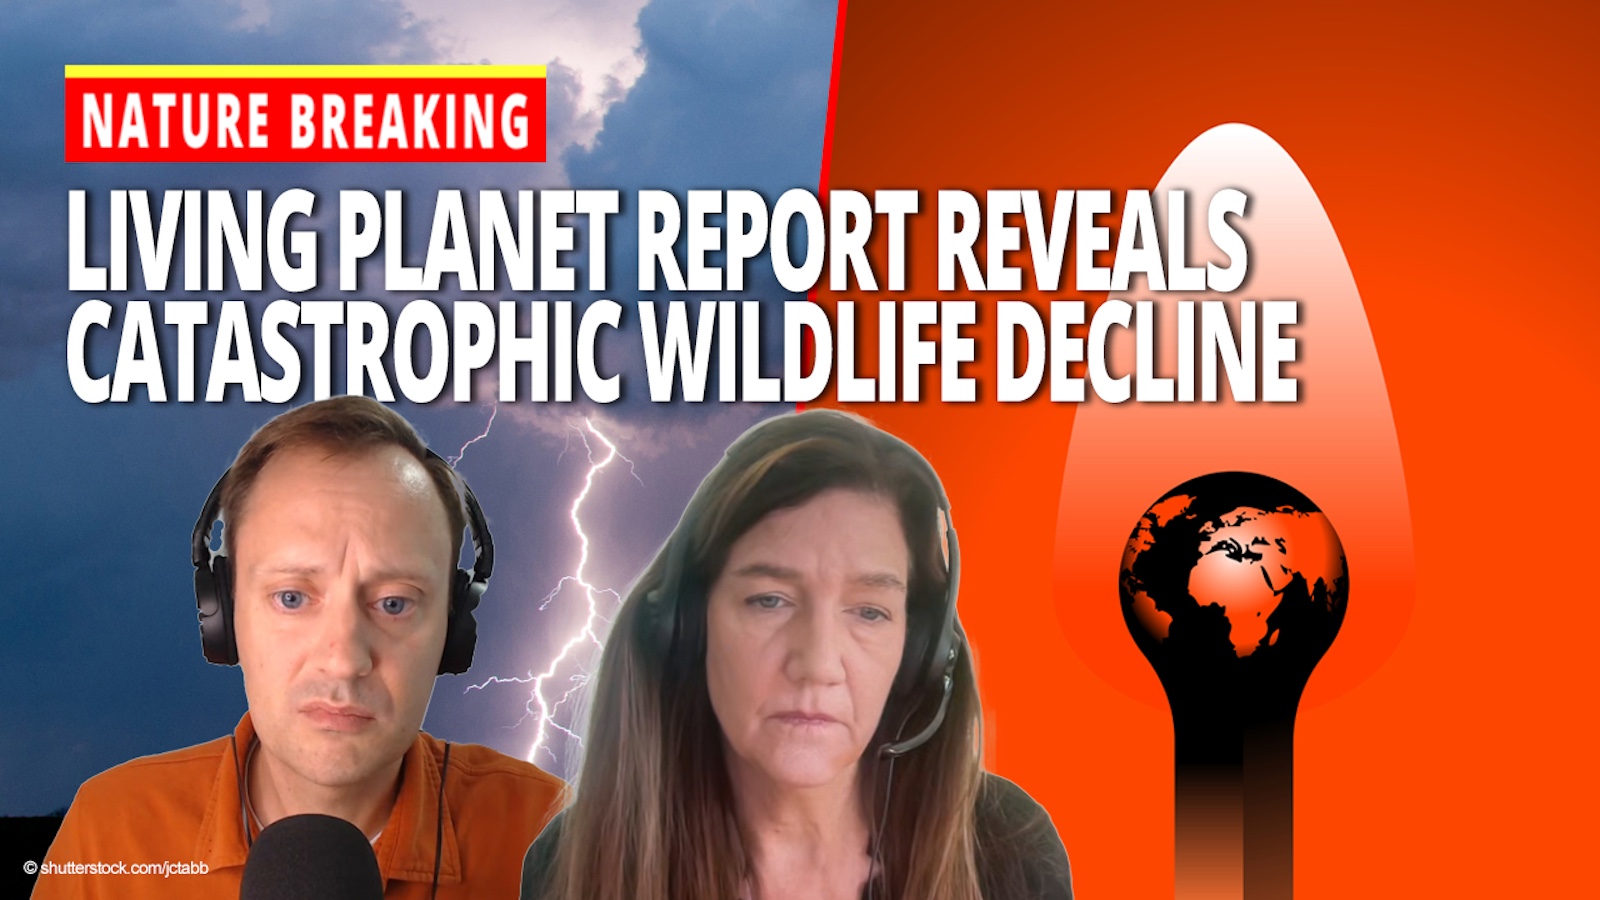 NATURE BREAKING
LIVING PLANET REPORT REVEALS
CATASTROPHIC WILDLIFE DECLINE
© shutterstock.com/jctabb